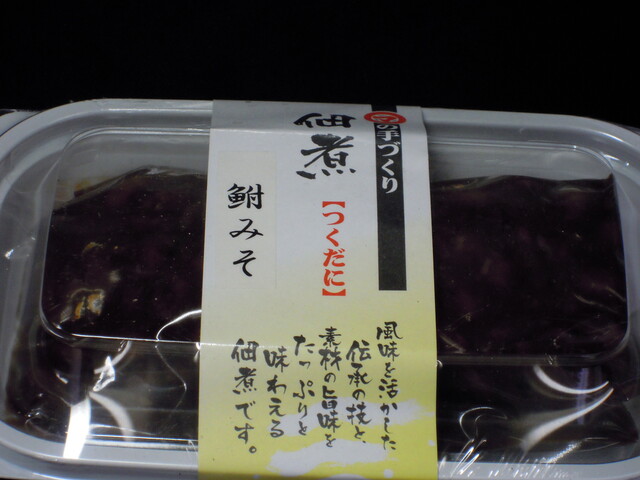 の手づくり
佃煮
【つくだに】
鮒みそ
風味を活かした
伝承の技と、
素材の旨味を
たっぷりと
味わえる
佃煮です。